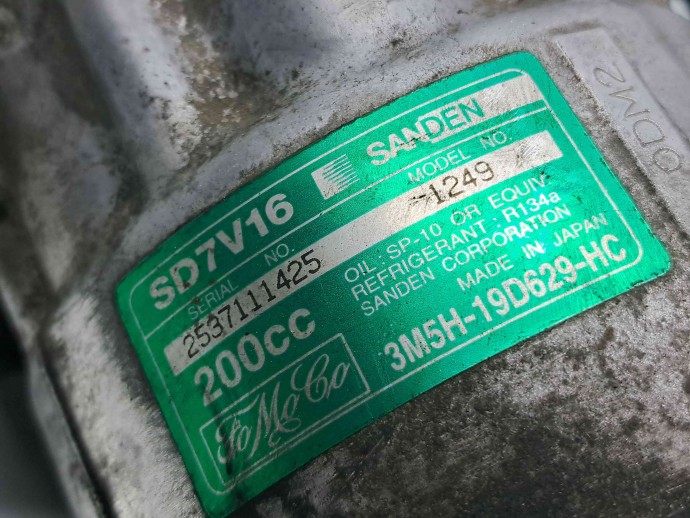 SD7V16 SANDEN
SERIAL NO. MODEL NO.
2537111425 1249
200cc
OIL: SP-10 OR EQUIV.
REFRIGERANT: R134a
SANDEN CORPORATION
MADE IN JAPAN
FoMoCo 3M5H-19D629-HC
ODM2